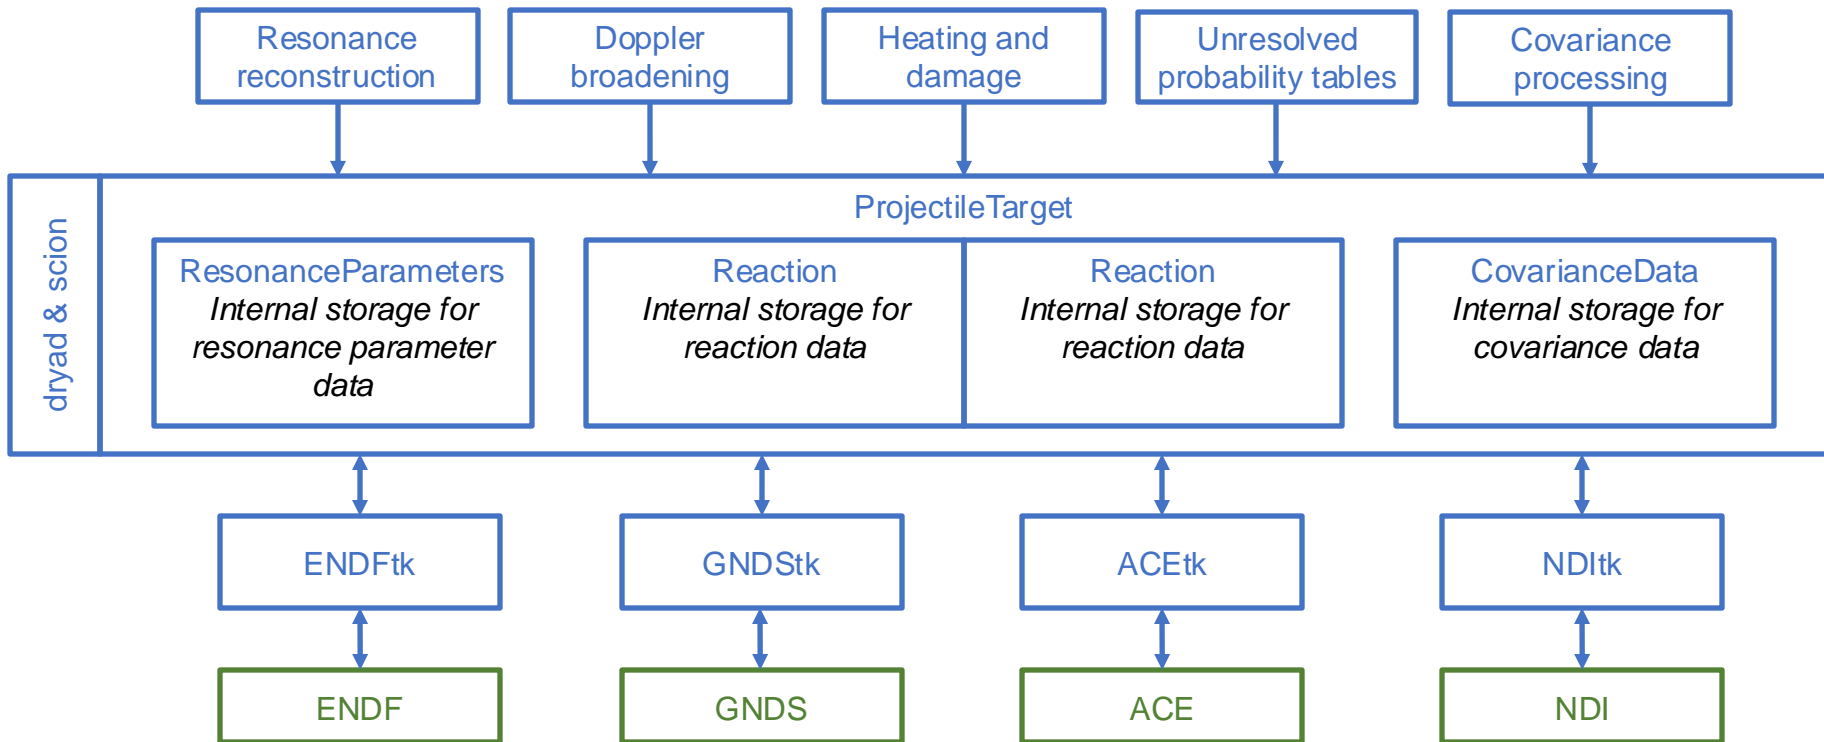 Resonance
reconstruction
Doppler
broadening
Heating and
damage
Unresolved
probability tables
Covariance
processing
dryad & scion
ProjectileTarget
ResonanceParameters
Internal storage for
resonance parameter
data
Reaction
Internal storage for
reaction data
Reaction
Internal storage for
reaction data
CovarianceData
Internal storage for
covariance data
ENDFtk
GNDStk
ACEtk
NDItk
ENDF
GNDS
ACE
NDI